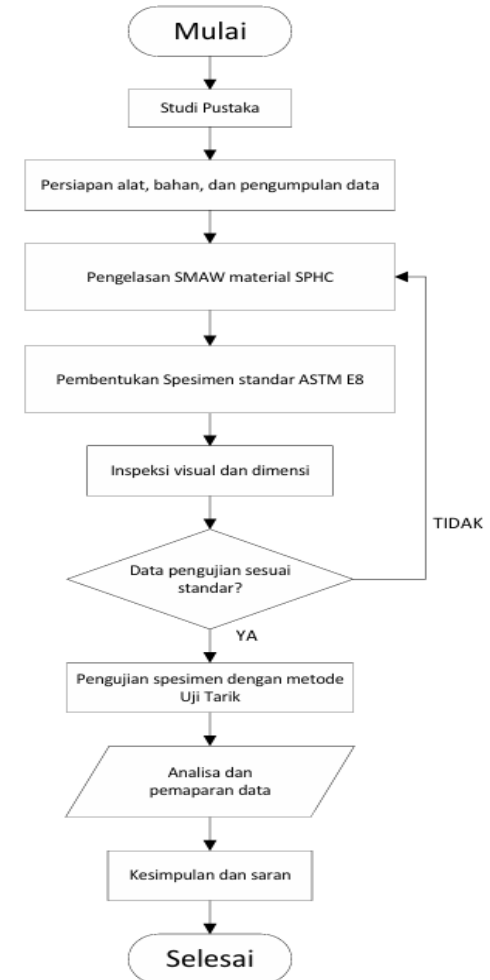 Mulai
Studi Pustaka
Persiapan alat, bahan, dan pengumpulan data
Pengelasan SMAW material SPHC
Pembentukan Spesimen standar ASTM E8
Inspeksi visual dan dimensi
Data pengujian sesuai
standar?
TIDAK
YA
Pengujian spesimen dengan metode
Uji Tarik
Analisa dan
pemaparan data
Kesimpulan dan saran
Selesai